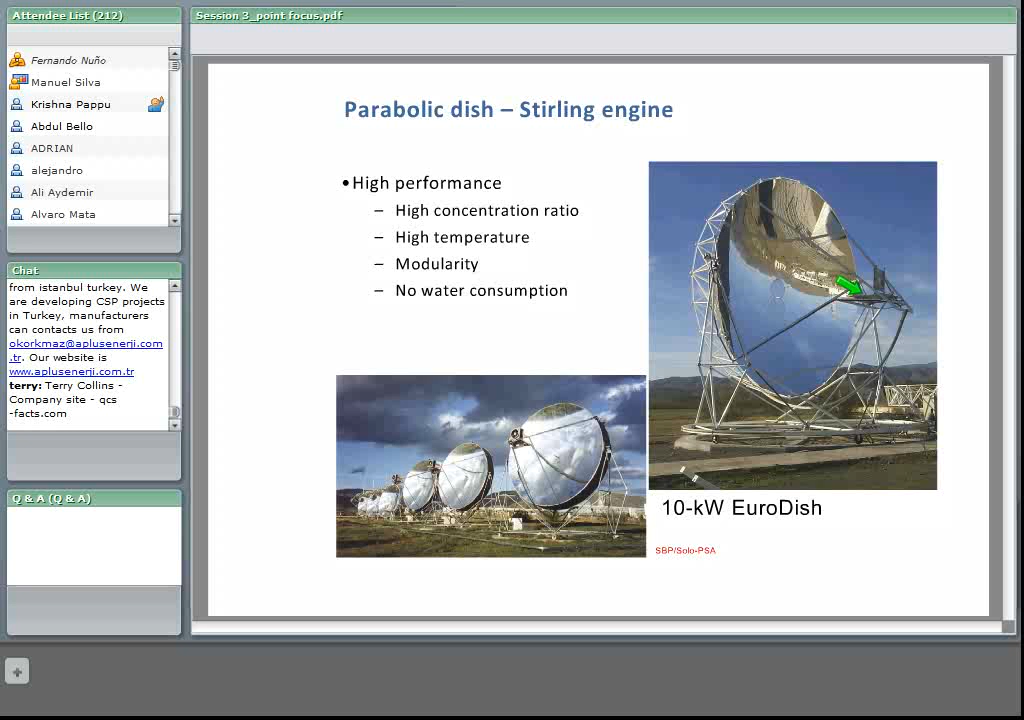 Attendee List (212)
Fernando Nuño
Manuel Silva
Krishna Pappu
Abdul Bello
ADRIAN
alejandro
Ali Aydemir
Alvaro Mata
Chat
from istanbul turkey. We
are developing CSP projects
in Turkey, manufacturers
can contacts us from
okorkmaz@aplusenerji.com
.tr. Our website is
www.aplusenerji.com.tr
terry: Terry Collins -
Company site - qcs
-facts.com
Q & A (Q & A)
Session 3_point focus.pdf
Parabolic dish – Stirling engine
•High performance
– High concentration ratio
– High temperature
– Modularity
– No water consumption
10-kW EuroDish
SBP/Solo-PSA